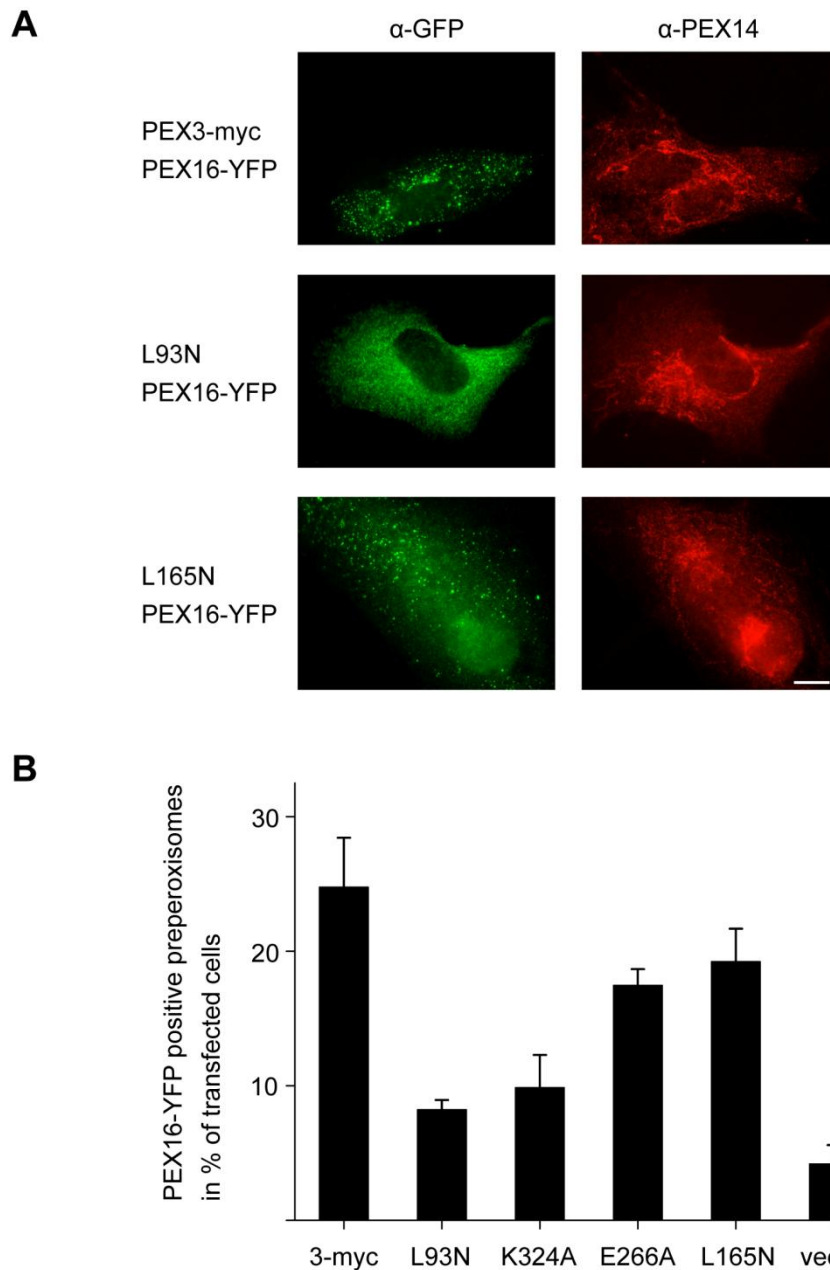 A
α-GFP
α-PEX14
PEX3-myc
PEX16-YFP
L93N
PEX16-YFP
L165N
PEX16-YFP
B
PEX16-YFP positive preperoxisomes
in % of transfected cells
30
20
10
3-myc
L93N
K324A
E266A
L165N